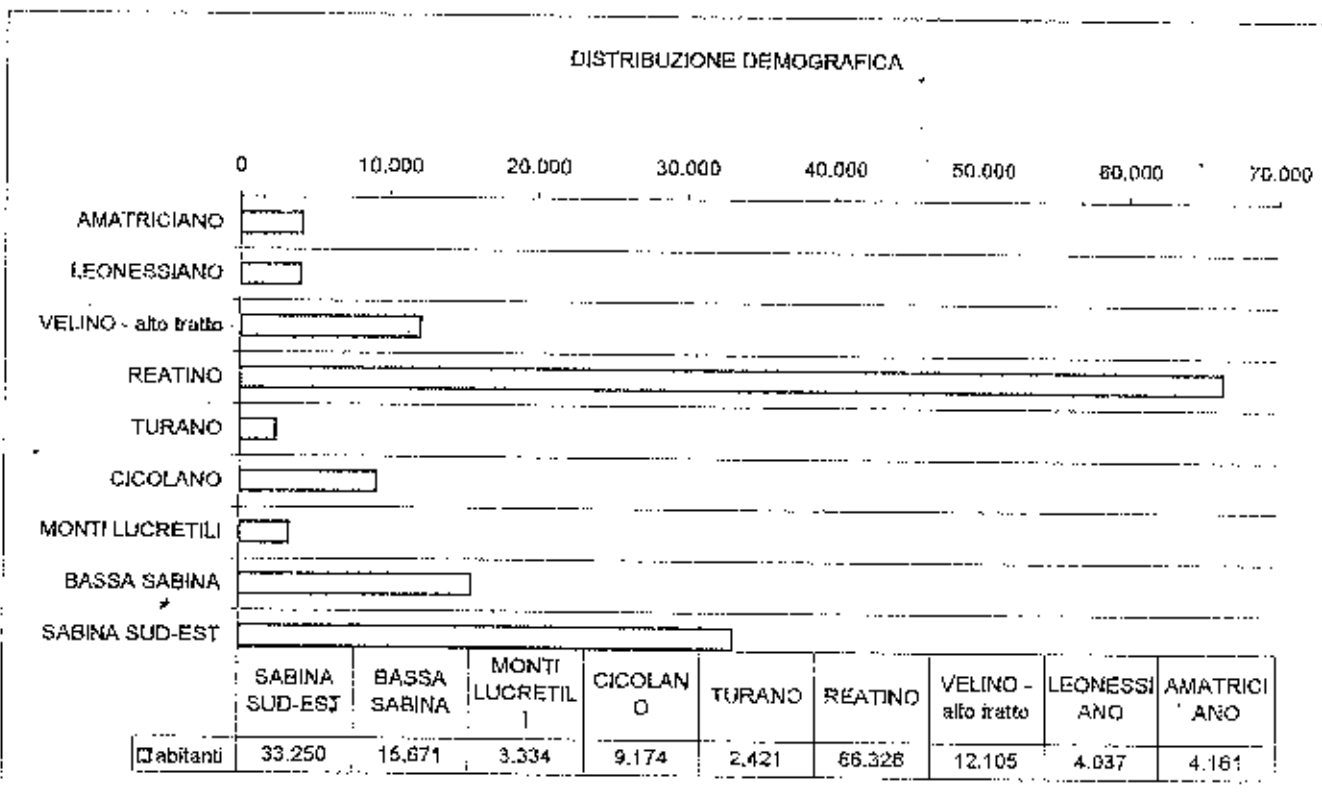 DISTRIBUZIONE DEMOGRAFICA
0 10.000 20.000 30.000 40.000 50.000 60.000 70.000
AMATRICIANO
LEONESSIANO
VELINO - alto tratto
REATINO
TURANO
CICOLANO
MONTI LUCRETILI
BASSA SABINA
SABINA SUD-EST
SABINA
SUD-EST
BASSA
SABINA
MONTI
LUCRETIL
I
CICOLAN
O
TURANO
REATINO
VELINO -
alto tratto
LEONESSI
ANO
AMATRICI
ANO
abitanti 33.250 15.671 3.334 9.174 2.421 66.328 12.105 4.037 4.161